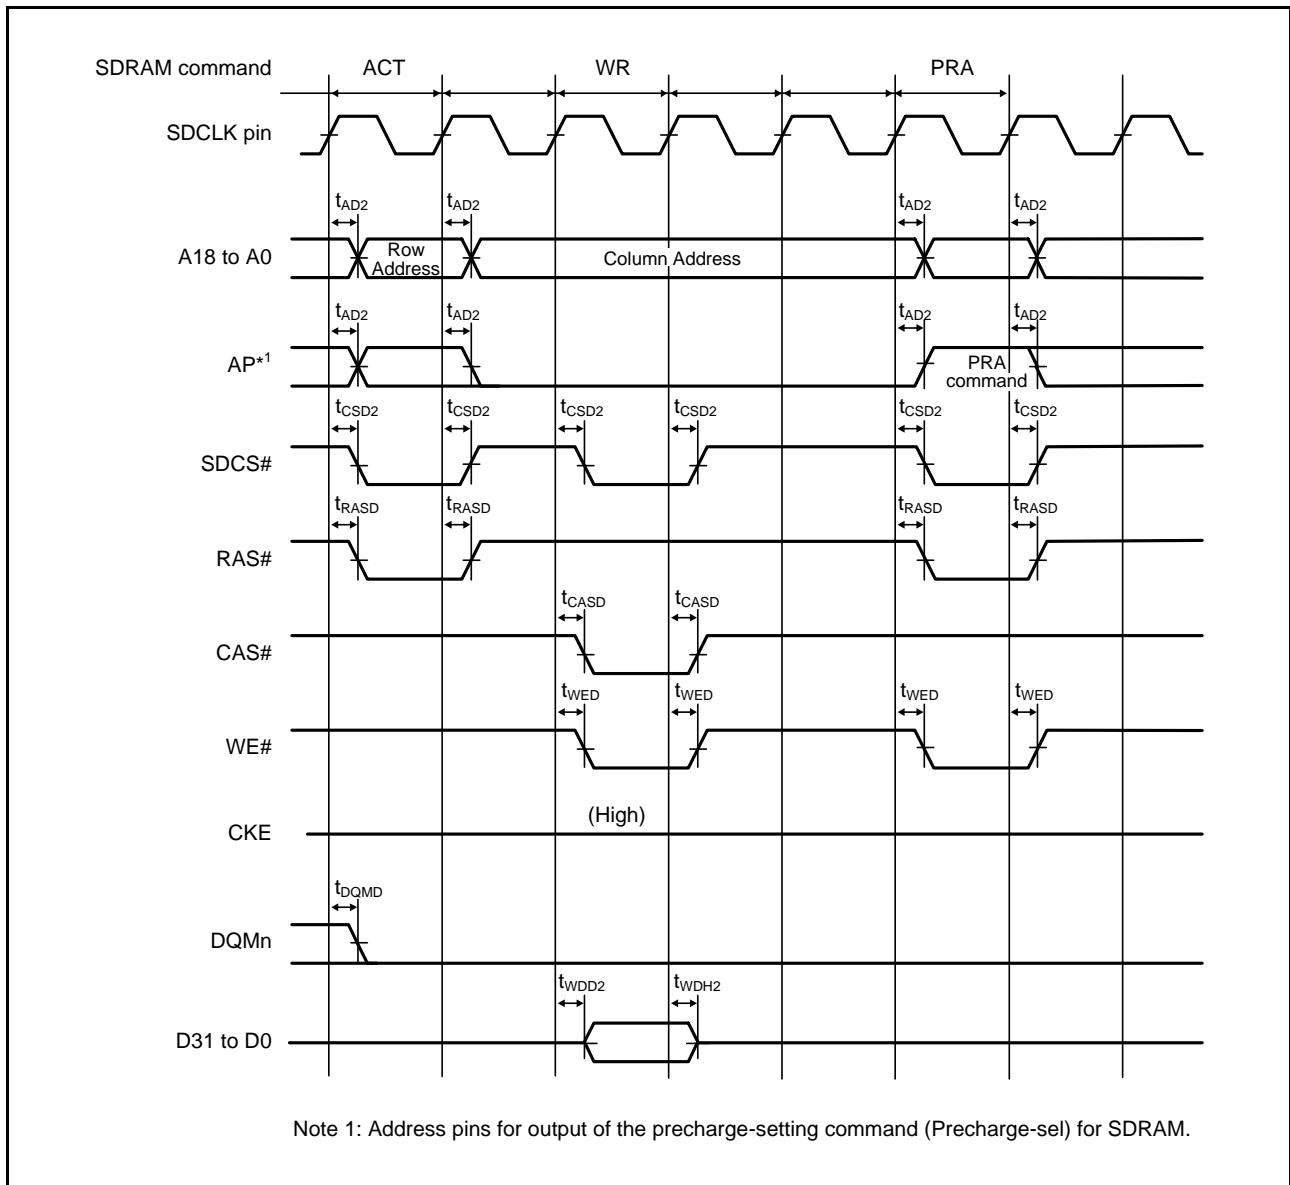 SDRAM command ACT WR PRA
SDCLK pin
tAD2 tAD2 tAD2 tAD2
A18 to A0 Row Address Column Address
tAD2 tAD2 tAD2 tAD2
AP*1 PRA command
tCSD2 tCSD2 tCSD2 tCSD2 tCSD2 tCSD2
SDCS#
tRASD tRASD tRASD tRASD
RAS#
tCASD tCASD
CAS#
tWED tWED tWED tWED
WE#
(High)
CKE
tDQMD
DQMn
tWDD2 tWDH2
D31 to D0
Note 1: Address pins for output of the precharge-setting command (Precharge-sel) for SDRAM.